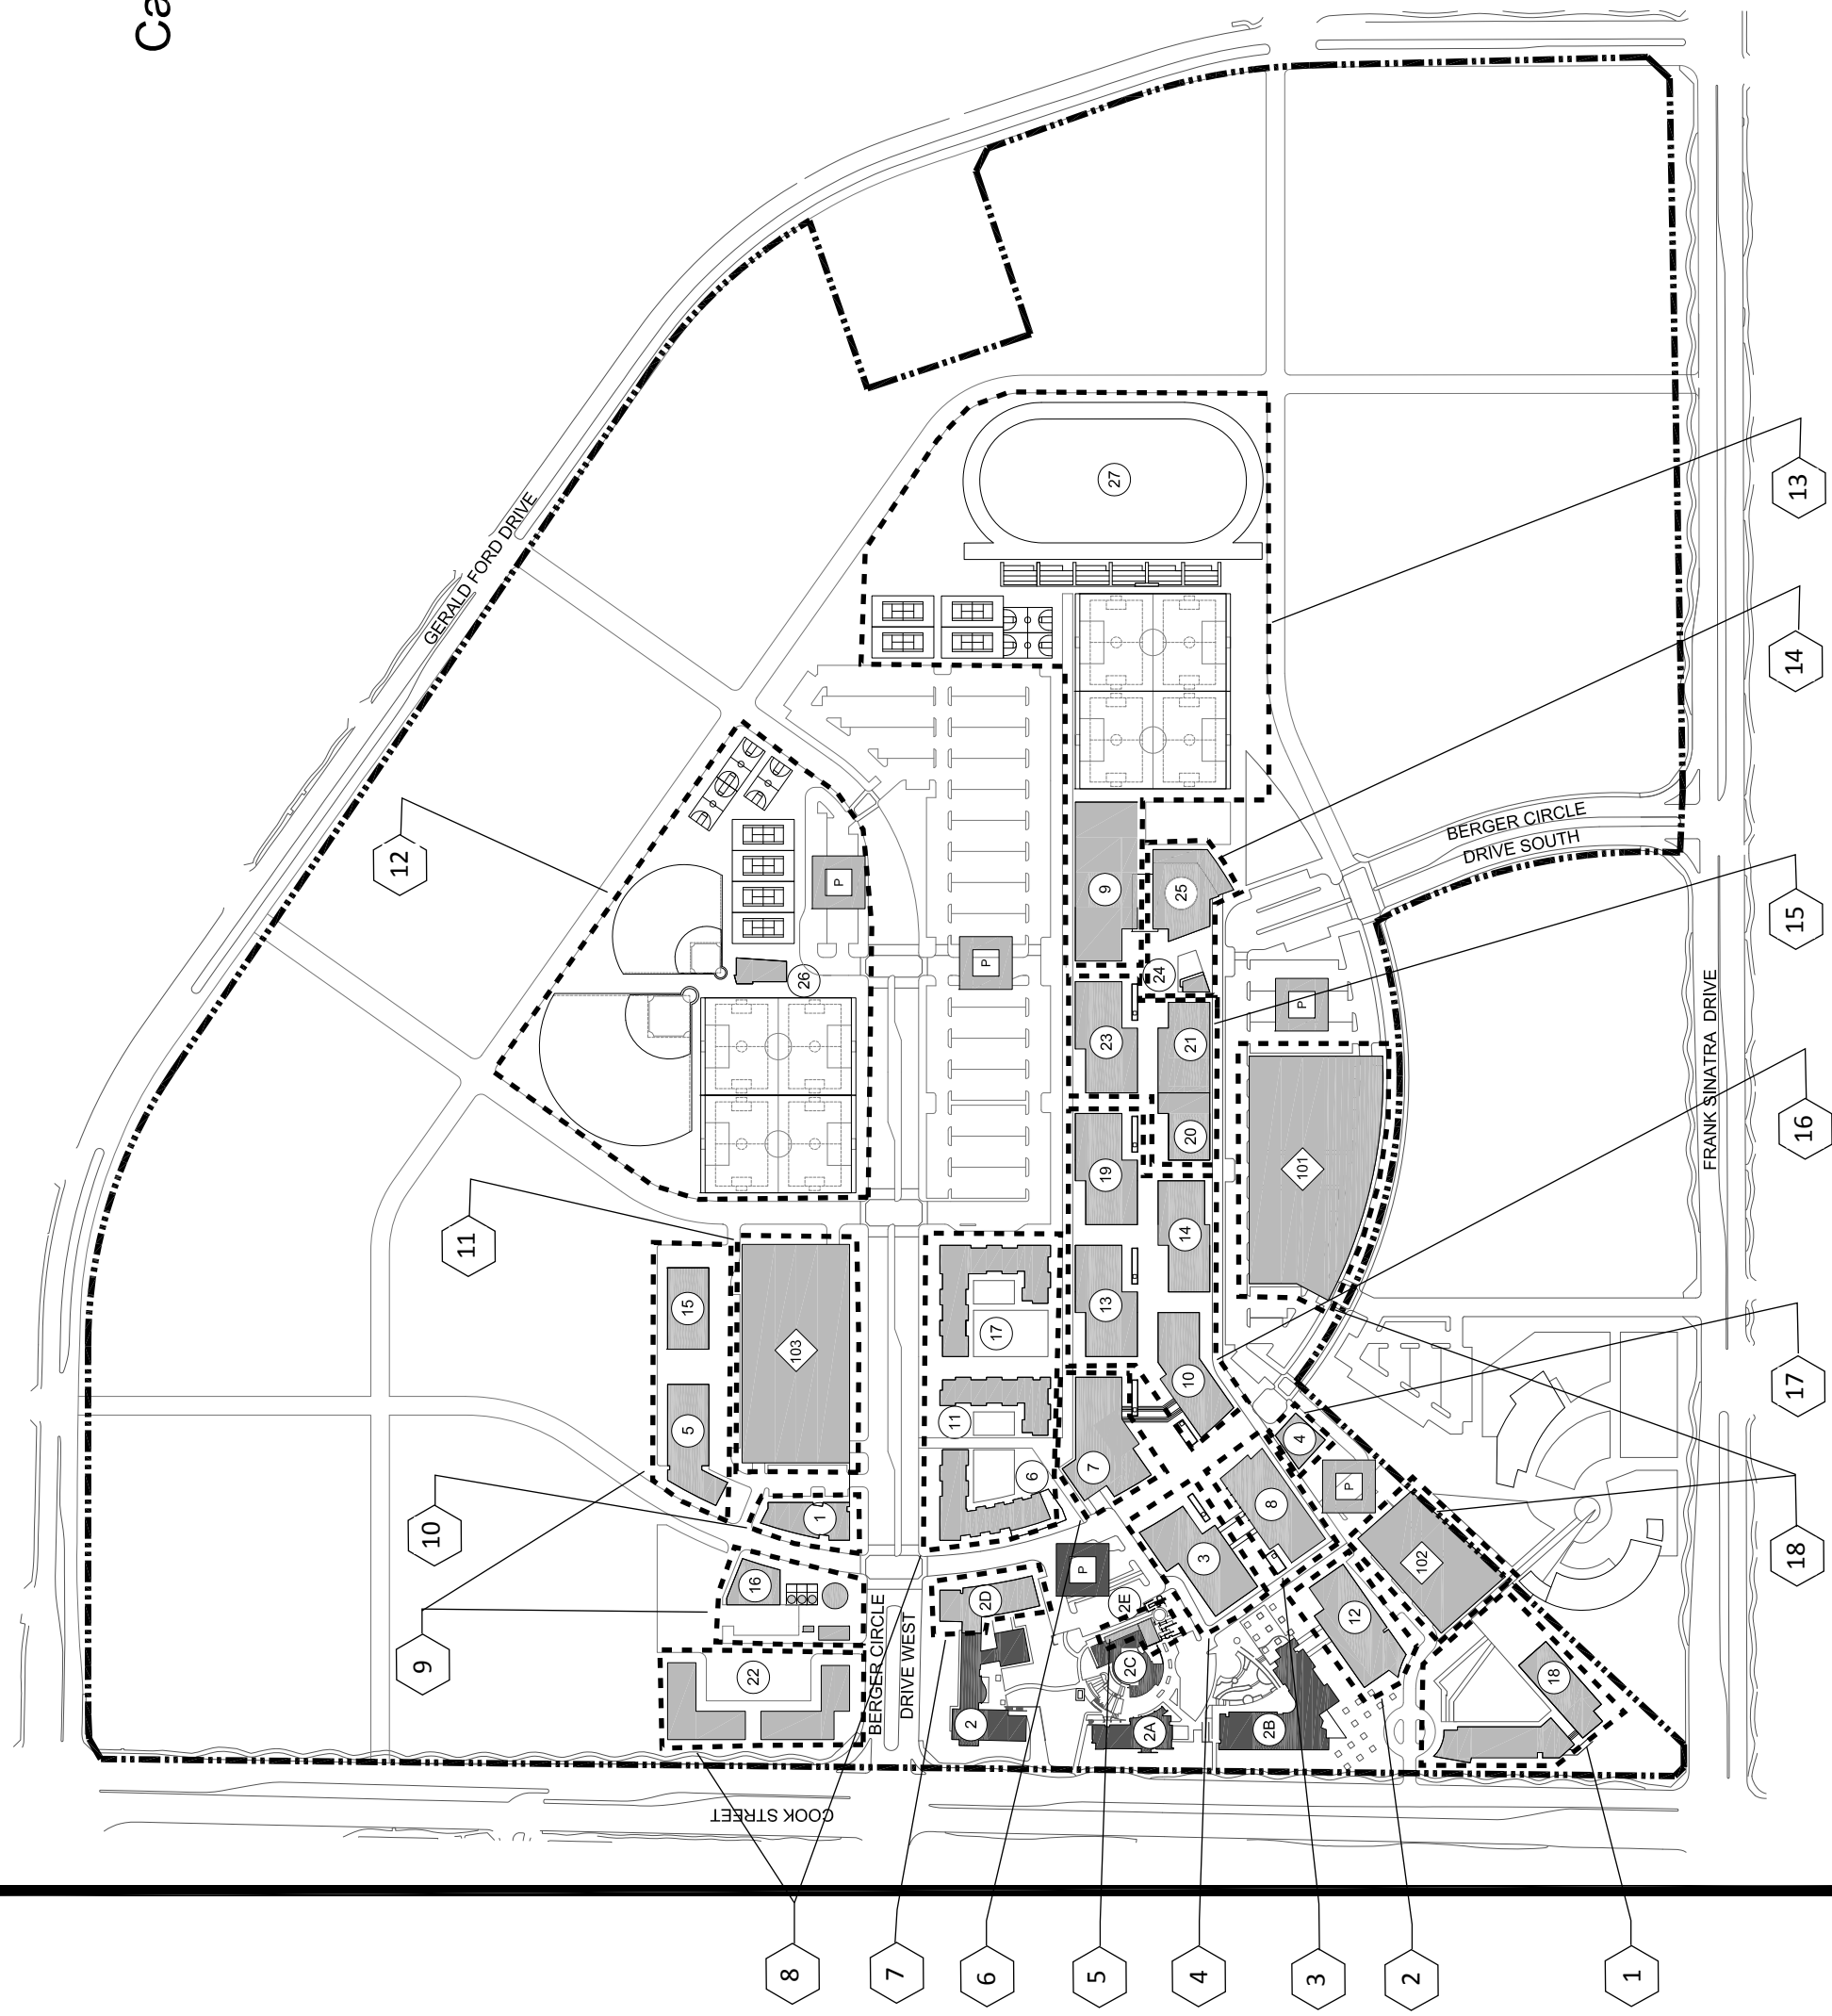 Ca
GERALD FORD DRIVE
BERGER CIRCLE
DRIVE SOUTH
FRANK SINATRA DRIVE
BERGER CIRCLE
DRIVE WEST
COOK STREET
12
11
10
9
8
7
6
5
4
3
2
1
13
14
15
16
17
18
27
26
P
P
P
P
P
9
25
24
23
21
20
19
14
13
10
101
15
5
103
1
16
22
17
11
6
7
4
8
3
102
12
18
2D
2
2E
2C
2A
2B